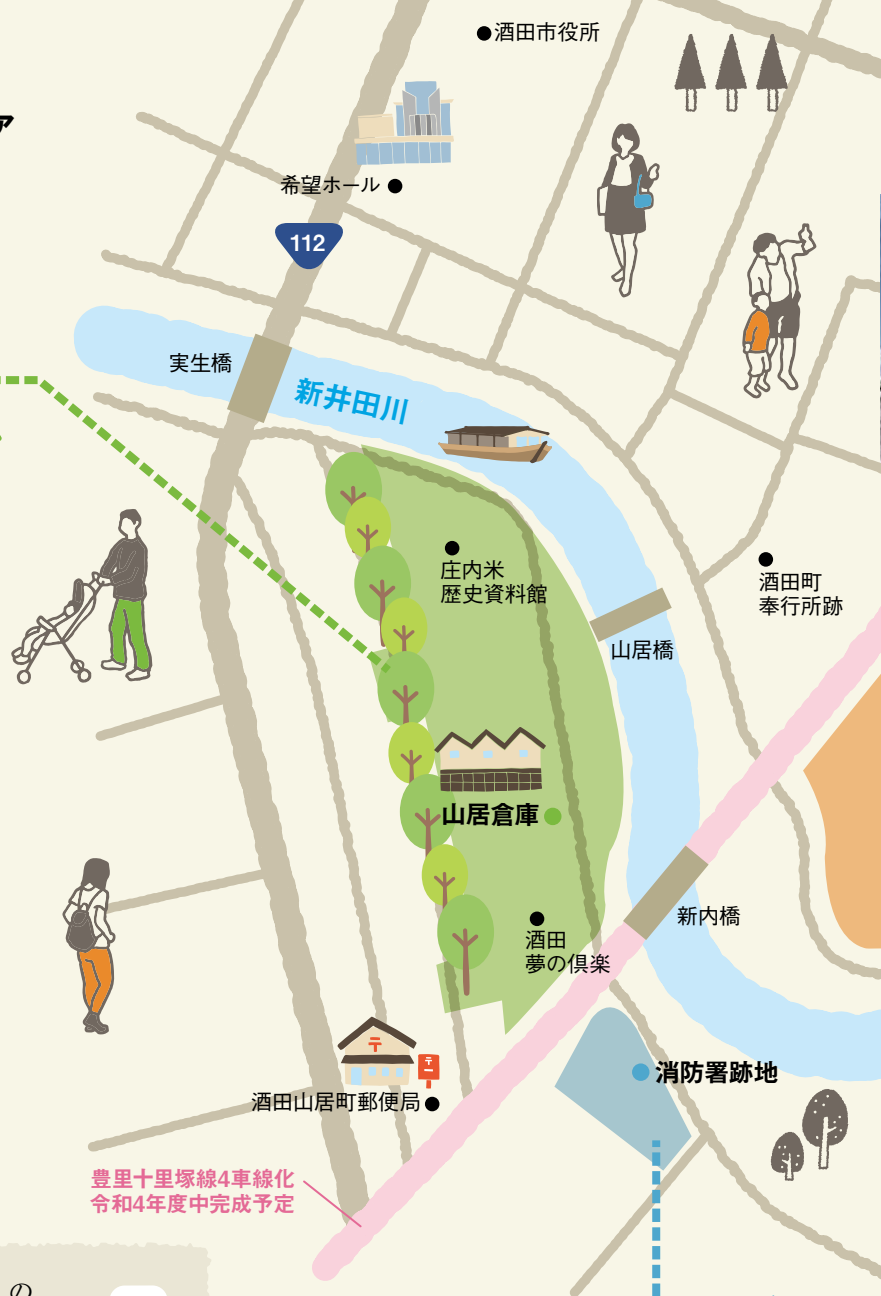 酒田市役所
ア
希望ホール
112
実生橋
新井田川
庄内米
歴史資料館
酒田町
奉行所跡
山居橋
山居倉庫
新内橋
酒田
夢の倶楽
〒
〒
消防署跡地
酒田山居町郵便局
豊里十里塚線4車線化
令和4年度中完成予定
の